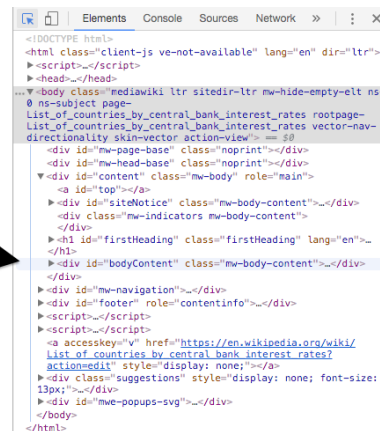 Elements Console Sources Network » ⋮ ×
<!DOCTYPE html>
<html class="client-js ve-not-available" lang="en" dir="ltr">
▶<script>…</script>
▶<head>…</head>
…▼<body class="mediawiki ltr sitedir-ltr mw-hide-empty-elt ns-
0 ns-subject page-
List_of_countries_by_central_bank_interest_rates rootpage-
List_of_countries_by_central_bank_interest_rates vector-nav-
directionality skin-vector action-view"> == $0
<div id="mw-page-base" class="noprint"></div>
<div id="mw-head-base" class="noprint"></div>
▼<div id="content" class="mw-body" role="main">
<a id="top"></a>
▶<div id="siteNotice" class="mw-body-content">…</div>
<div class="mw-indicators mw-body-content">
</div>
▶<h1 id="firstHeading" class="firstHeading" lang="en">…
</h1>
▶<div id="bodyContent" class="mw-body-content">…</div>
</div>
▶<div id="mw-navigation">…</div>
▶<div id="footer" role="contentinfo">…</div>
▶<script>…</script>
▶<script>…</script>
<a accesskey="v" href="https://en.wikipedia.org/wiki/
List_of_countries_by_central_bank_interest_rates?
action=edit" style="display: none;"></a>
▶<div class="suggestions" style="display: none; font-size:
13px;">…</div>
▶<div id="mwe-popups-svg">…</div>
</body>
</html>